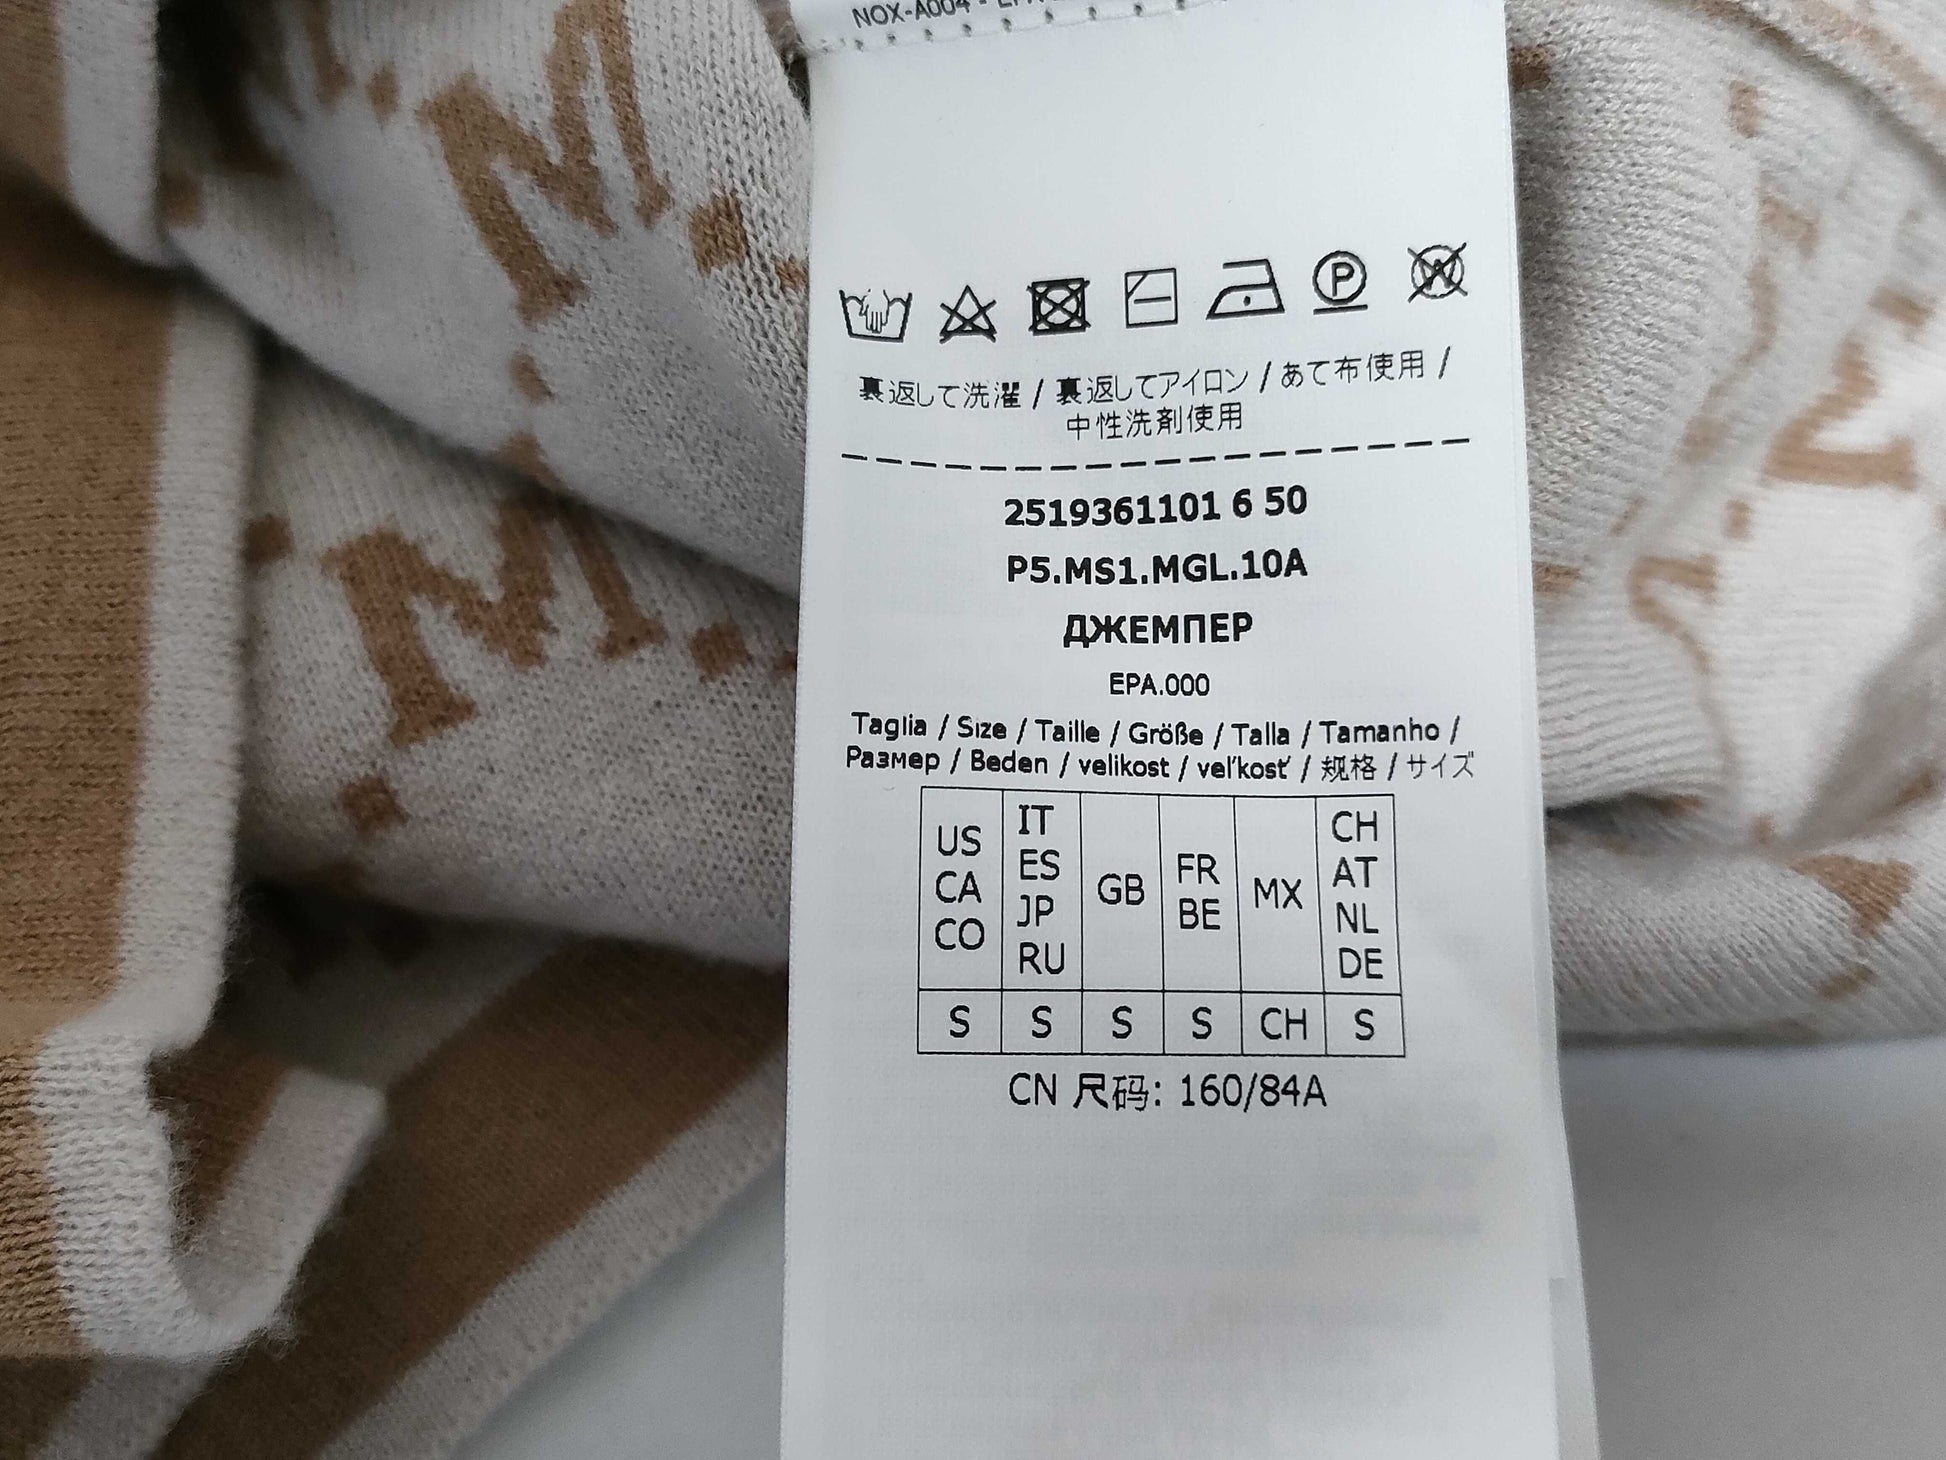 NOX-A004 -
P
W
裏返して洗濯 / 裏返してアイロン / あて布使用 /
中性洗剤使用
2519361101 6 50
P5.MS1.MGL.10A
ДЖЕМПЕР
EPA.000
Taglia / Size / Taille / Größe / Talla / Tamanho /
Размер / Beden / velikost / veľkosť / 规格 / サイズ
US CA CO IT ES JP RU GB FR BE MX CH AT NL DE
S S S S CH S
CN 尺码: 160/84A
M
M